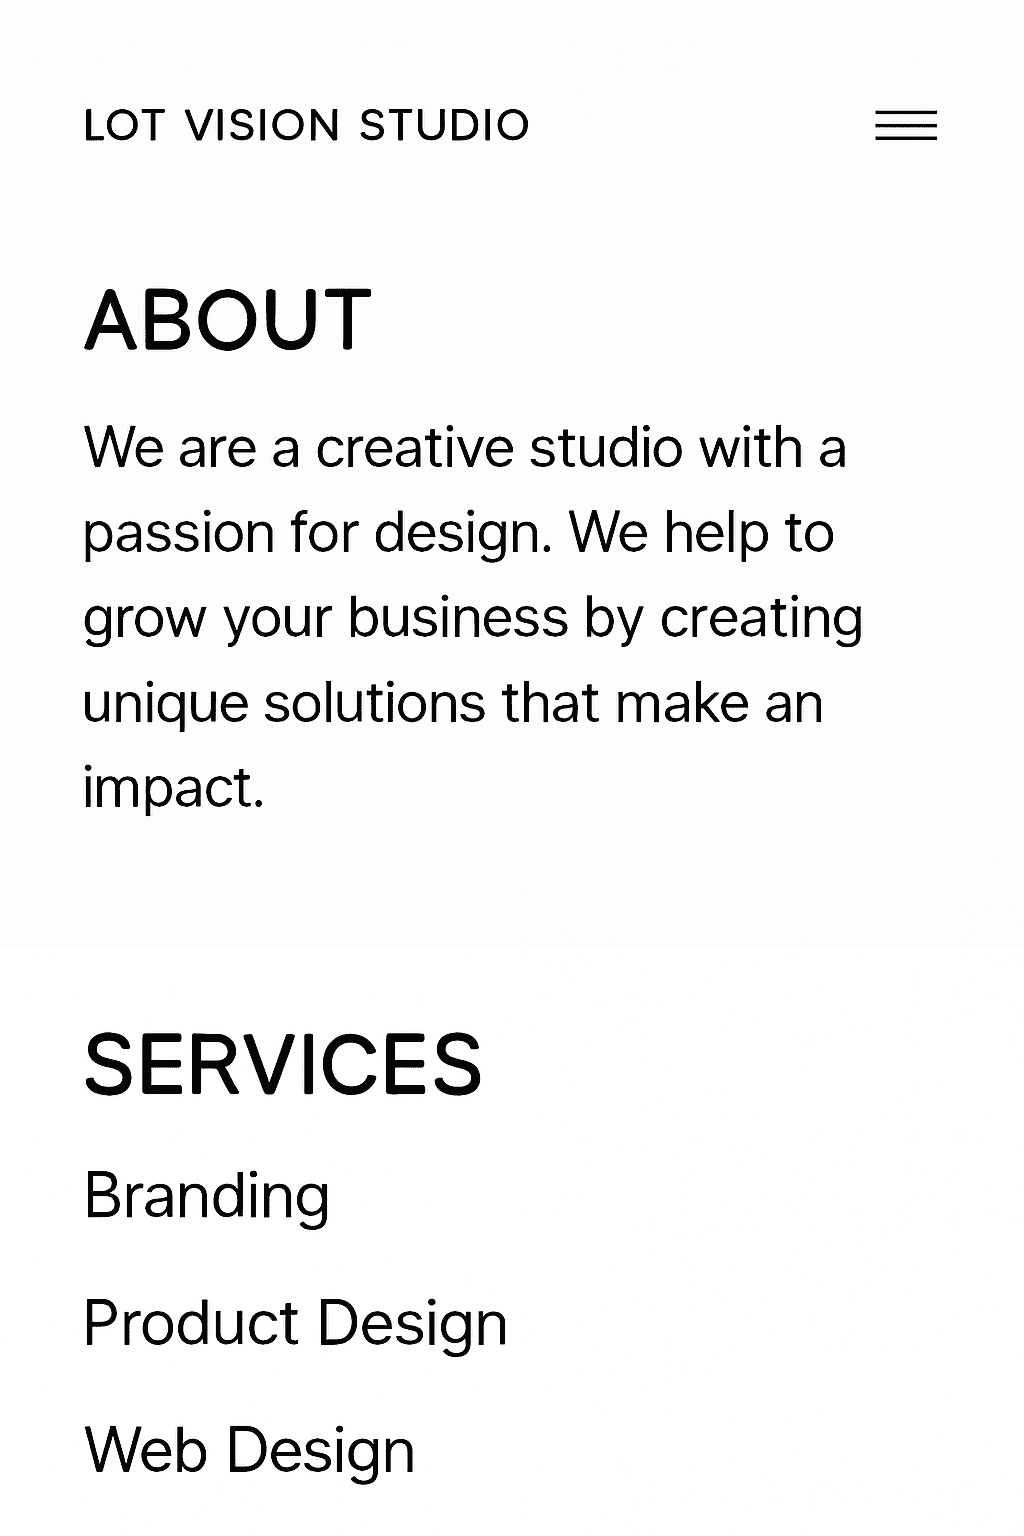 LOT VISION STUDIO
ABOUT
We are a creative studio with a
passion for design. We help to
grow your business by creating
unique solutions that make an
impact.
SERVICES
Branding
Product Design
Web Design